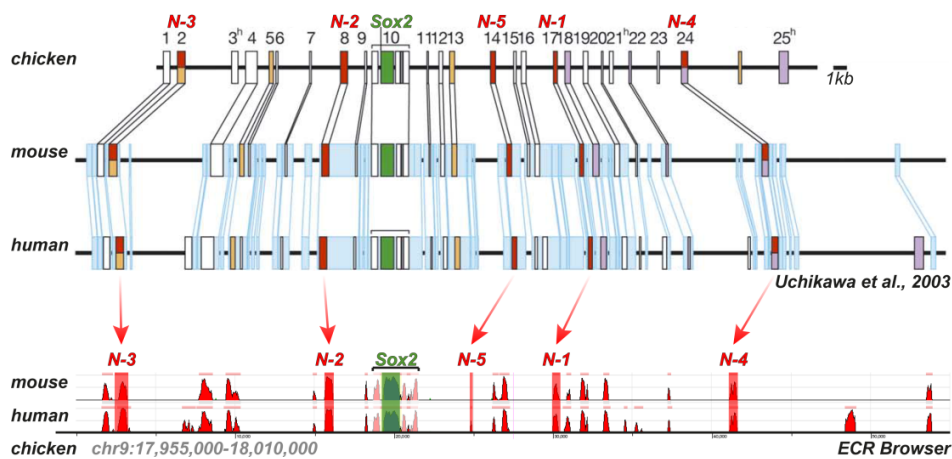 N-3 N-2 Sox2 N-5 N-1 N-4
1 2 3h 4 5 6 7 8 9 10 11 12 13 14 15 16 17 18 19 20 21h 22 23 24 25h
chicken
1kb
mouse
human
Uchikawa et al., 2003
N-3 N-2 Sox2 N-5 N-1 N-4
mouse
human
chicken chr9:17,955,000-18,010,000 ECR Browser